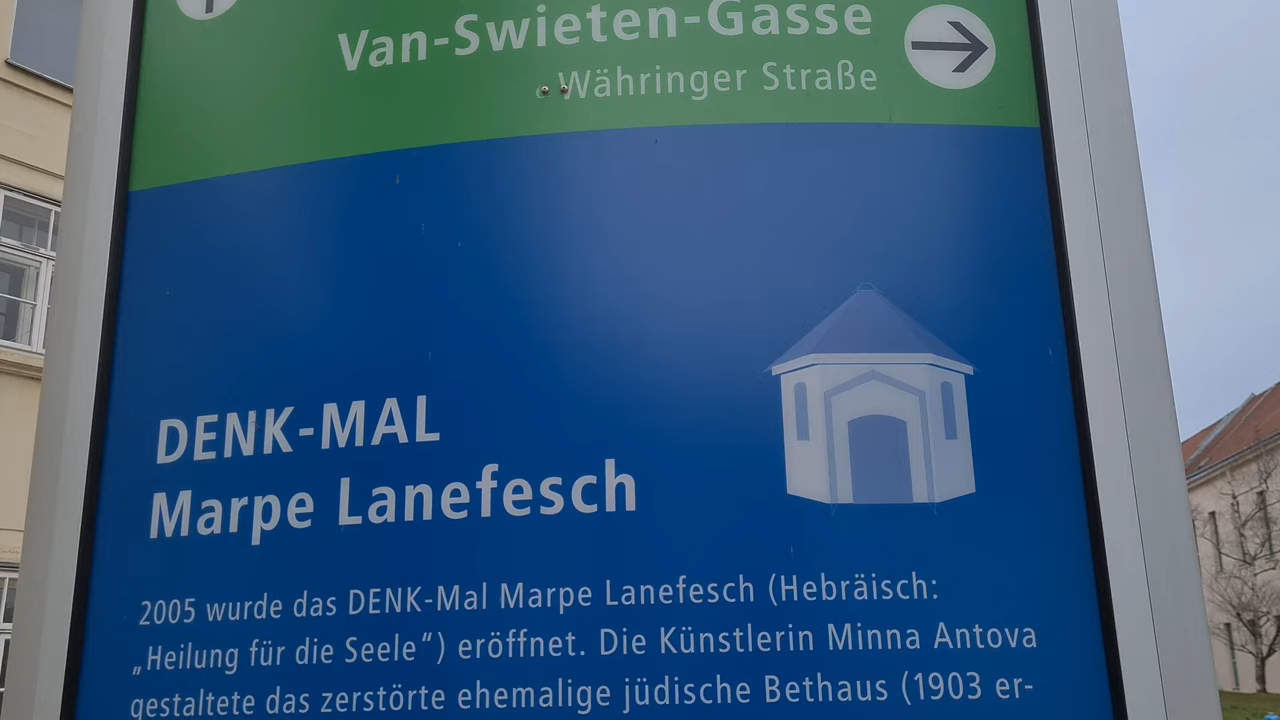 Van-Swieten-Gasse
Währinger Straße
DENK-MAL
Marpe Lanefesch
2005 wurde das DENK-Mal Marpe Lanefesch (Hebräisch:
„Heilung für die Seele“) eröffnet. Die Künstlerin Minna Antova
gestaltete das zerstörte ehemalige jüdische Bethaus (1903 er-